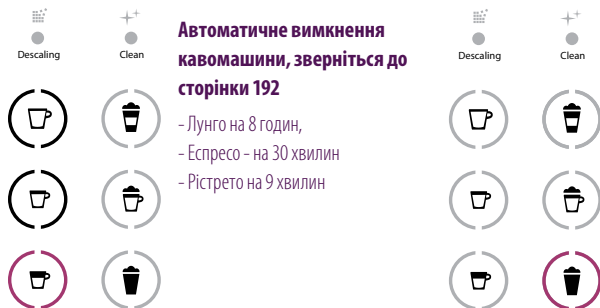 Descaling
Clean
Автоматичне вимкнення
кавомашини, зверніться до
сторінки 192
- Лунго на 8 годин,
- Еспресо - на 30 хвилин
- Рістрето на 9 хвилин
Descaling
Clean